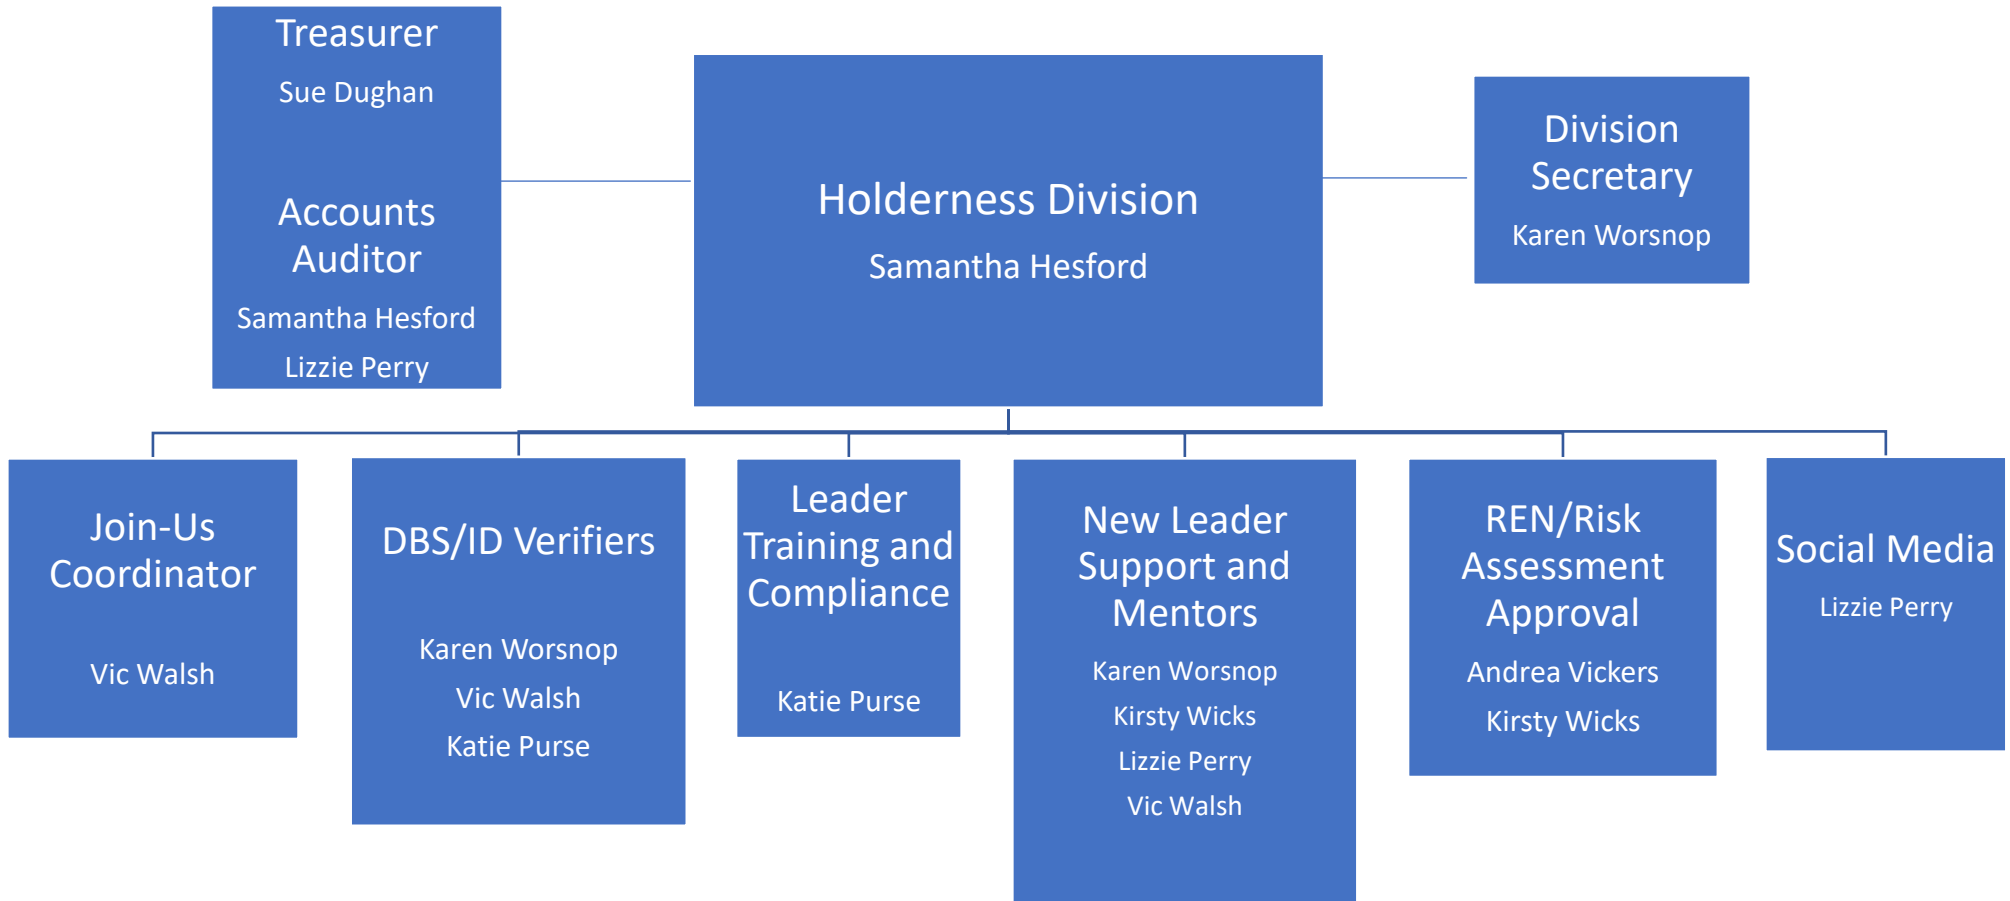 Treasurer
Sue Dughan
Accounts
Auditor
Samantha Hesford
Lizzie Perry
Holderness Division
Samantha Hesford
Division
Secretary
Karen Worsnop
Join-Us
Coordinator
Vic Walsh
DBS/ID Verifiers
Karen Worsnop
Vic Walsh
Katie Purse
Leader
Training and
Compliance
Katie Purse
New Leader
Support and
Mentors
Karen Worsnop
Kirsty Wicks
Lizzie Perry
Vic Walsh
REN/Risk
Assessment
Approval
Andrea Vickers
Kirsty Wicks
Social Media
Lizzie Perry